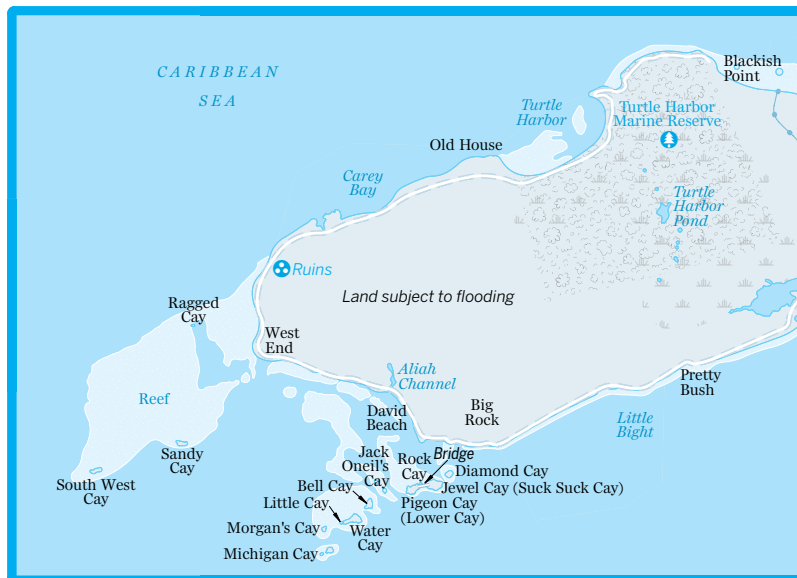 CARIBBEAN
SEA
Blackish
Point
Turtle
Harbor
Turtle Harbor
Marine Reserve
Old House
Carey
Bay
Turtle
Harbor
Pond
Ruins
Land subject to flooding
Ragged
Cay
West
End
Aliah
Channel
Pretty
Bush
Reef
David
Beach
Big
Rock
Little
Bight
Sandy
Cay
Jack
Oneil's
Cay
Rock
Cay
Bridge
Diamond Cay
South West
Cay
Bell Cay
Jewel Cay (Suck Suck Cay)
Little Cay
Pigeon Cay
(Lower Cay)
Morgan's Cay
Water
Cay
Michigan Cay